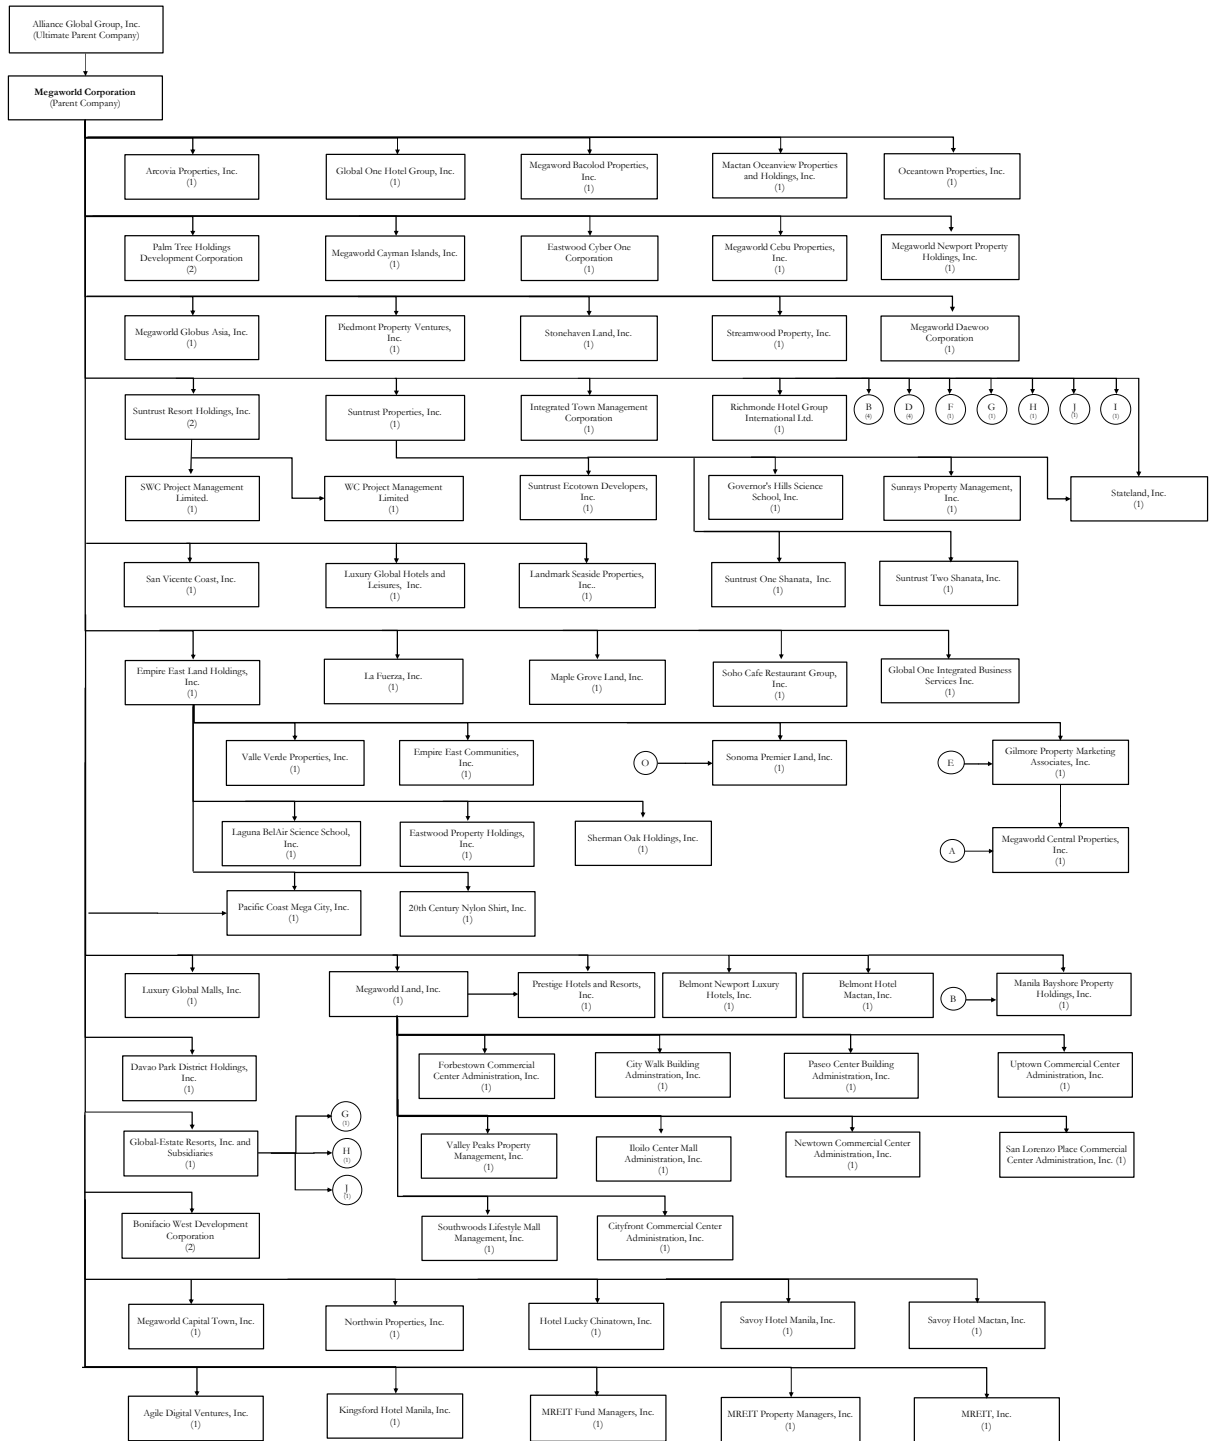 Alliance Global Group, Inc.
(Ultimate Parent Company)
Megaworld Corporation
(Parent Company)
Arcovia Properties, Inc.
(1)
Global One Hotel Group, Inc.
(1)
Megaword Bacolod Properties,
Inc.
(1)
Mactan Oceanview Properties
and Holdings, Inc.
(1)
Oceantown Properties, Inc.
(1)
Palm Tree Holdings
Development Corporation
(2)
Megaworld Cayman Islands, Inc.
(1)
Eastwood Cyber One
Corporation
(1)
Megaworld Cebu Properties,
Inc.
(1)
Megaworld Newport Property
Holdings, Inc.
(1)
Megaworld Globus Asia, Inc.
(1)
Piedmont Property Ventures,
Inc.
(1)
Stonehaven Land, Inc.
(1)
Streamwood Property, Inc.
(1)
Megaworld Daewoo
Corporation
(1)
Suntrust Resort Holdings, Inc.
(2)
Suntrust Properties, Inc.
(1)
Integrated Town Management
Corporation
(1)
Richmonde Hotel Group
International Ltd.
(1)
B
(4)
D
(4)
F
(1)
G
(1)
H
(1)
J
(1)
I
(1)
SWC Project Management
Limited.
(1)
WC Project Management
Limited
(1)
Suntrust Ecotown Developers,
Inc.
(1)
Governor's Hills Science
School, Inc.
(1)
Sunrays Property Management,
Inc.
(1)
Stateland, Inc.
(1)
San Vicente Coast, Inc.
(1)
Luxury Global Hotels and
Leisures, Inc.
(1)
Landmark Seaside Properties,
Inc..
(1)
Suntrust One Shanata, Inc.
(1)
Suntrust Two Shanata, Inc.
(1)
Empire East Land Holdings,
Inc.
(1)
La Fuerza, Inc.
(1)
Maple Grove Land, Inc.
(1)
Soho Cafe Restaurant Group,
Inc.
(1)
Global One Integrated Business
Services Inc.
(1)
Valle Verde Properties, Inc.
(1)
Empire East Communities,
Inc.
(1)
O
Sonoma Premier Land, Inc.
(1)
E
Gilmore Property Marketing
Associates, Inc.
(1)
Laguna BelAir Science School,
Inc.
(1)
Eastwood Property Holdings,
Inc.
(1)
Sherman Oak Holdings, Inc.
(1)
A
Megaworld Central Properties,
Inc.
(1)
Pacific Coast Mega City, Inc.
(1)
20th Century Nylon Shirt, Inc.
(1)
Luxury Global Malls, Inc.
(1)
Megaworld Land, Inc.
(1)
Prestige Hotels and Resorts,
Inc.
(1)
Belmont Newport Luxury
Hotels, Inc.
(1)
Belmont Hotel
Mactan, Inc.
(1)
B
Manila Bayshore Property
Holdings, Inc.
(1)
Davao Park District Holdings,
Inc.
(1)
Forbestown Commercial
Center Administration, Inc.
(1)
City Walk Building
Adminstration, Inc.
(1)
Paseo Center Building
Administration, Inc.
(1)
Uptown Commercial Center
Administration, Inc.
(1)
Global-Estate Resorts, Inc. and
Subsidiaries
(1)
G
(1)
H
(1)
J
(1)
Valley Peaks Property
Management, Inc.
(1)
Iloilo Center Mall
Administration, Inc.
(1)
Newtown Commercial Center
Administration, Inc.
(1)
San Lorenzo Place Commercial
Center Administration, Inc. (1)
Bonifacio West Development
Corporation
(2)
Southwoods Lifestyle Mall
Management, Inc.
(1)
Cityfront Commercial Center
Administration, Inc.
(1)
Megaworld Capital Town, Inc.
(1)
Northwin Properties, Inc.
(1)
Hotel Lucky Chinatown, Inc.
(1)
Savoy Hotel Manila, Inc.
(1)
Savoy Hotel Mactan, Inc.
(1)
Agile Digital Ventures, Inc.
(1)
Kingsford Hotel Manila, Inc.
(1)
MREIT Fund Managers, Inc.
(1)
MREIT Property Managers, Inc.
(1)
MREIT, Inc.
(1)